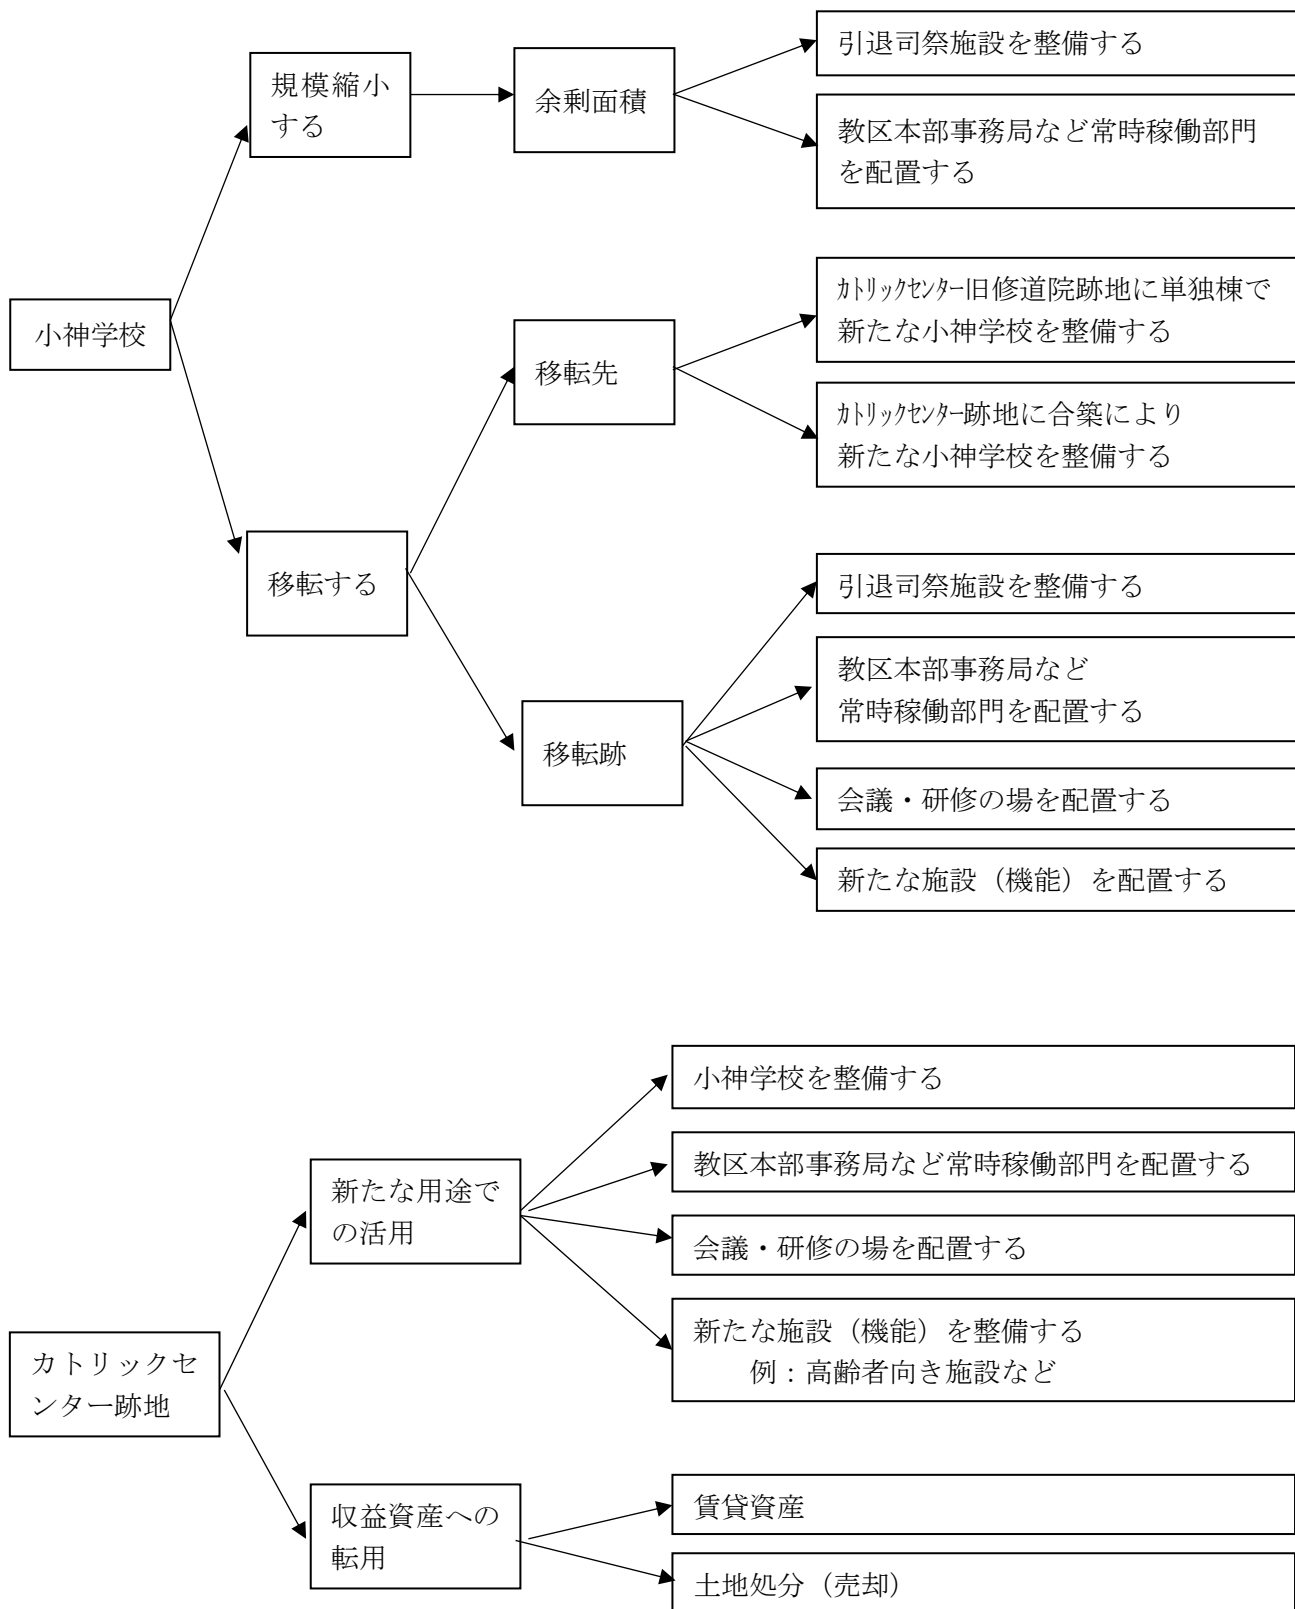 小神学校
規模縮小
する
余剰面積
引退司祭施設を整備する
教区本部事務局など常時稼働部門
を配置する
移転する
移転先
ｶﾄﾘｯｸｾﾝﾀｰ旧修道院跡地に単独棟で
新たな小神学校を整備する
ｶﾄﾘｯｸｾﾝﾀｰ跡地に合築により
新たな小神学校を整備する
移転跡
引退司祭施設を整備する
教区本部事務局など
常時稼働部門を配置する
会議・研修の場を配置する
新たな施設（機能）を配置する
カトリックセ
ンター跡地
新たな用途で
の活用
小神学校を整備する
教区本部事務局など常時稼働部門を配置する
会議・研修の場を配置する
新たな施設（機能）を整備する
例：高齢者向き施設など
収益資産への
転用
賃貸資産
土地処分（売却）